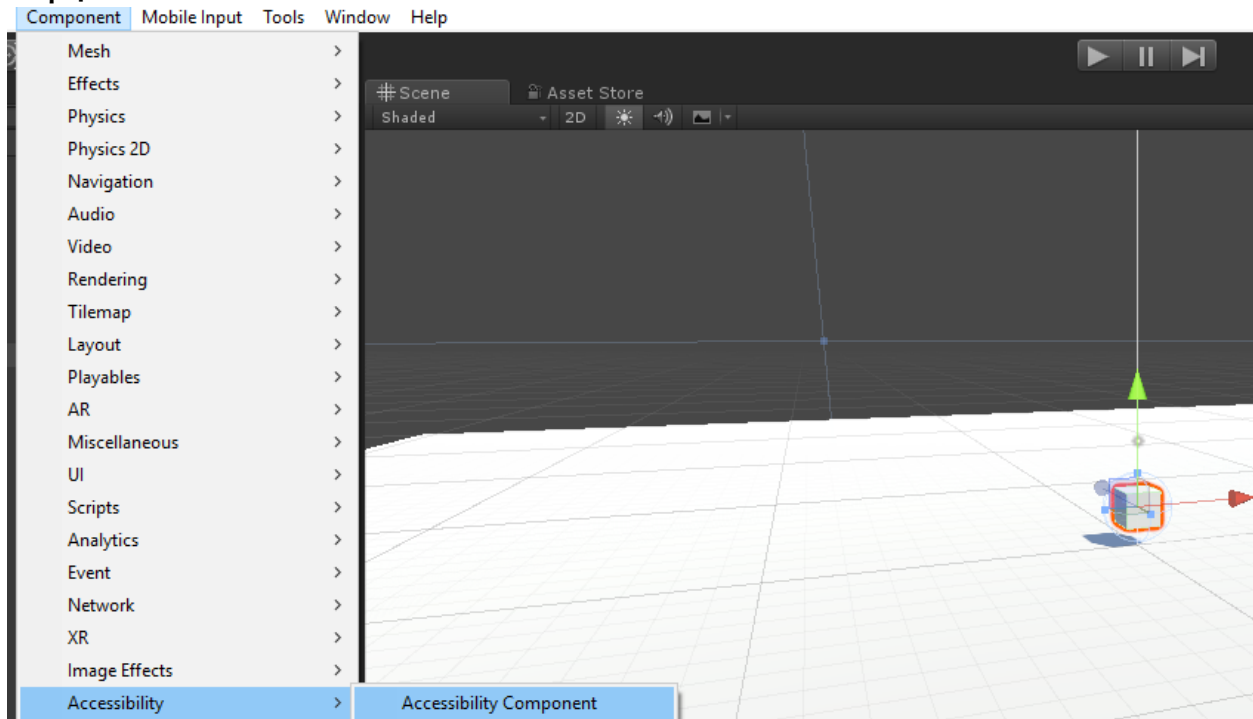 Component Mobile Input Tools Window Help
Mesh
Effects
Physics
Physics 2D
Navigation
Audio
Video
Rendering
Tilemap
Layout
Playables
AR
Miscellaneous
UI
Scripts
Analytics
Event
Network
XR
Image Effects
Accessibility
Accessibility Component
Scene Asset Store
Shaded 2D